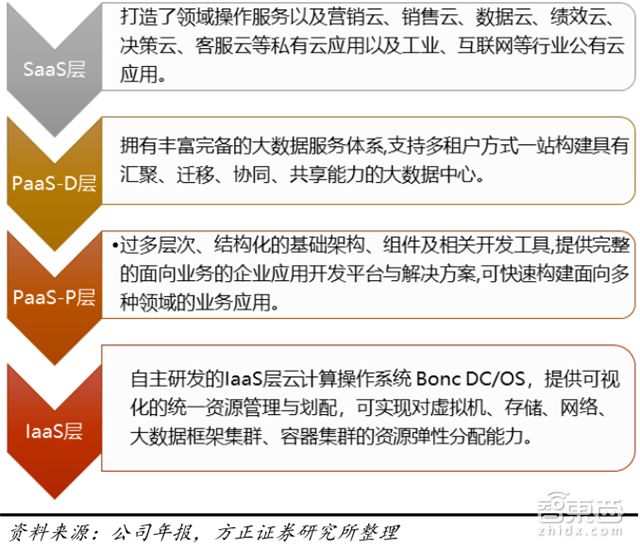 SaaS层
打造了领域操作服务以及营销云、销售云、数据云、绩效云、
决策云、客服云等私有云应用以及工业、互联网等行业公有云
应用。
PaaS-D层
拥有丰富完备的大数据服务体系,支持多租户方式一站构建具有
汇聚、迁移、协同、共享能力的大数据中心。
PaaS-P层
•过多层次、结构化的基础架构、组件及相关开发工具,提供完整
的面向业务的企业应用开发平台与解决方案,可快速构建面向多
种领域的业务应用。
IaaS层
自主研发的IaaS层云计算操作系统 Bonc DC/OS，提供可视
化的统一资源管理与划配，可实现对虚拟机、存储、网络、
大数据框架集群、容器集群的资源弹性分配能力。
智東西
zhidx.com
资料来源：公司年报，方正证券研究所整理